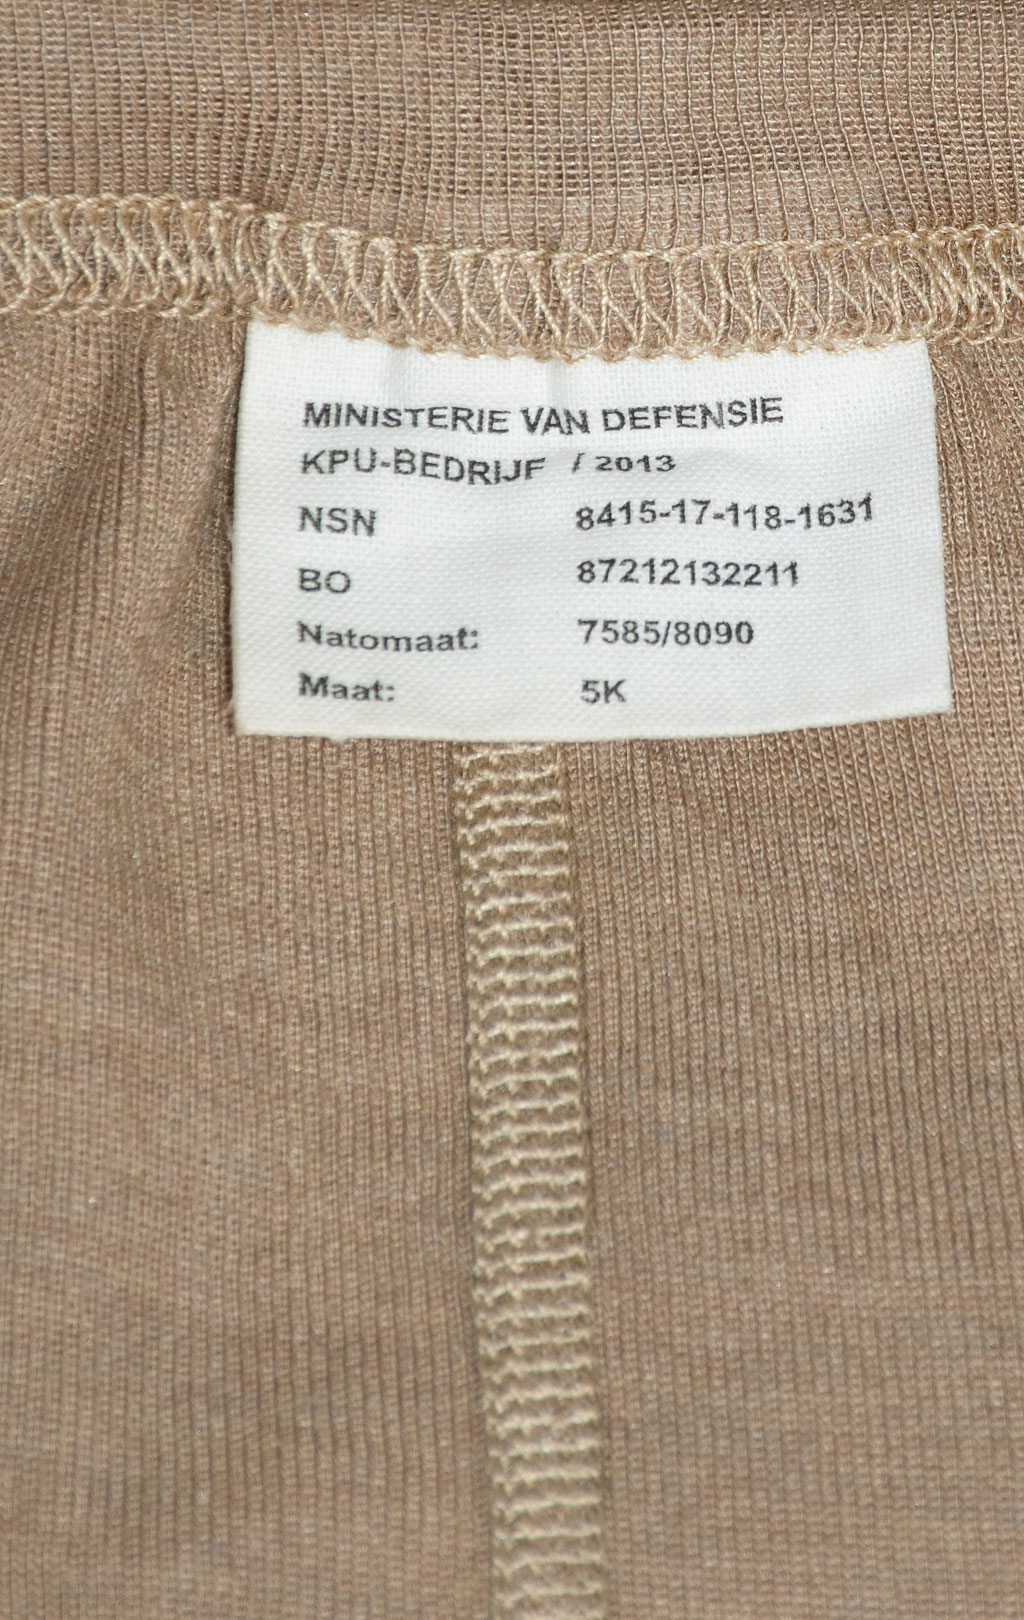 MINISTERIE VAN DEFENSIE
KPU-BEDRIJF / 2013
NSN 8415-17-118-1631
BO 87212132211
Natomaat: 7585/8090
Maat: 5K